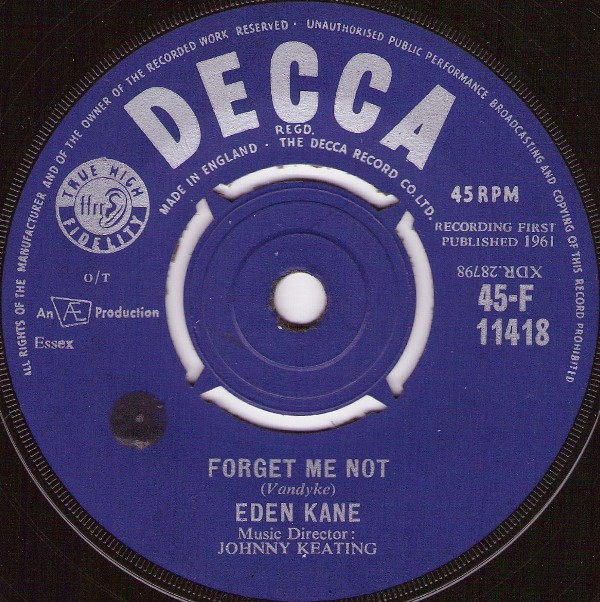 ALL RIGHTS OF THE MANUFACTURER AND OF THE OWNER OF THE RECORDED WORK RESERVED · UNAUTHORISED PUBLIC PERFORMANCE BROADCASTING AND COPYING OF THIS RECORD PROHIBITED
DECCA
REGD.
MADE IN ENGLAND · THE DECCA RECORD CO. LTD.
TRUE HIGH
ffrr
FIDELITY
45 RPM
RECORDING FIRST
PUBLISHED 1961
O/T
XDR.28798
An Æ Production
45-F
11418
Essex
FORGET ME NOT
(Vandyke)
EDEN KANE
Music Director:
JOHNNY KEATING